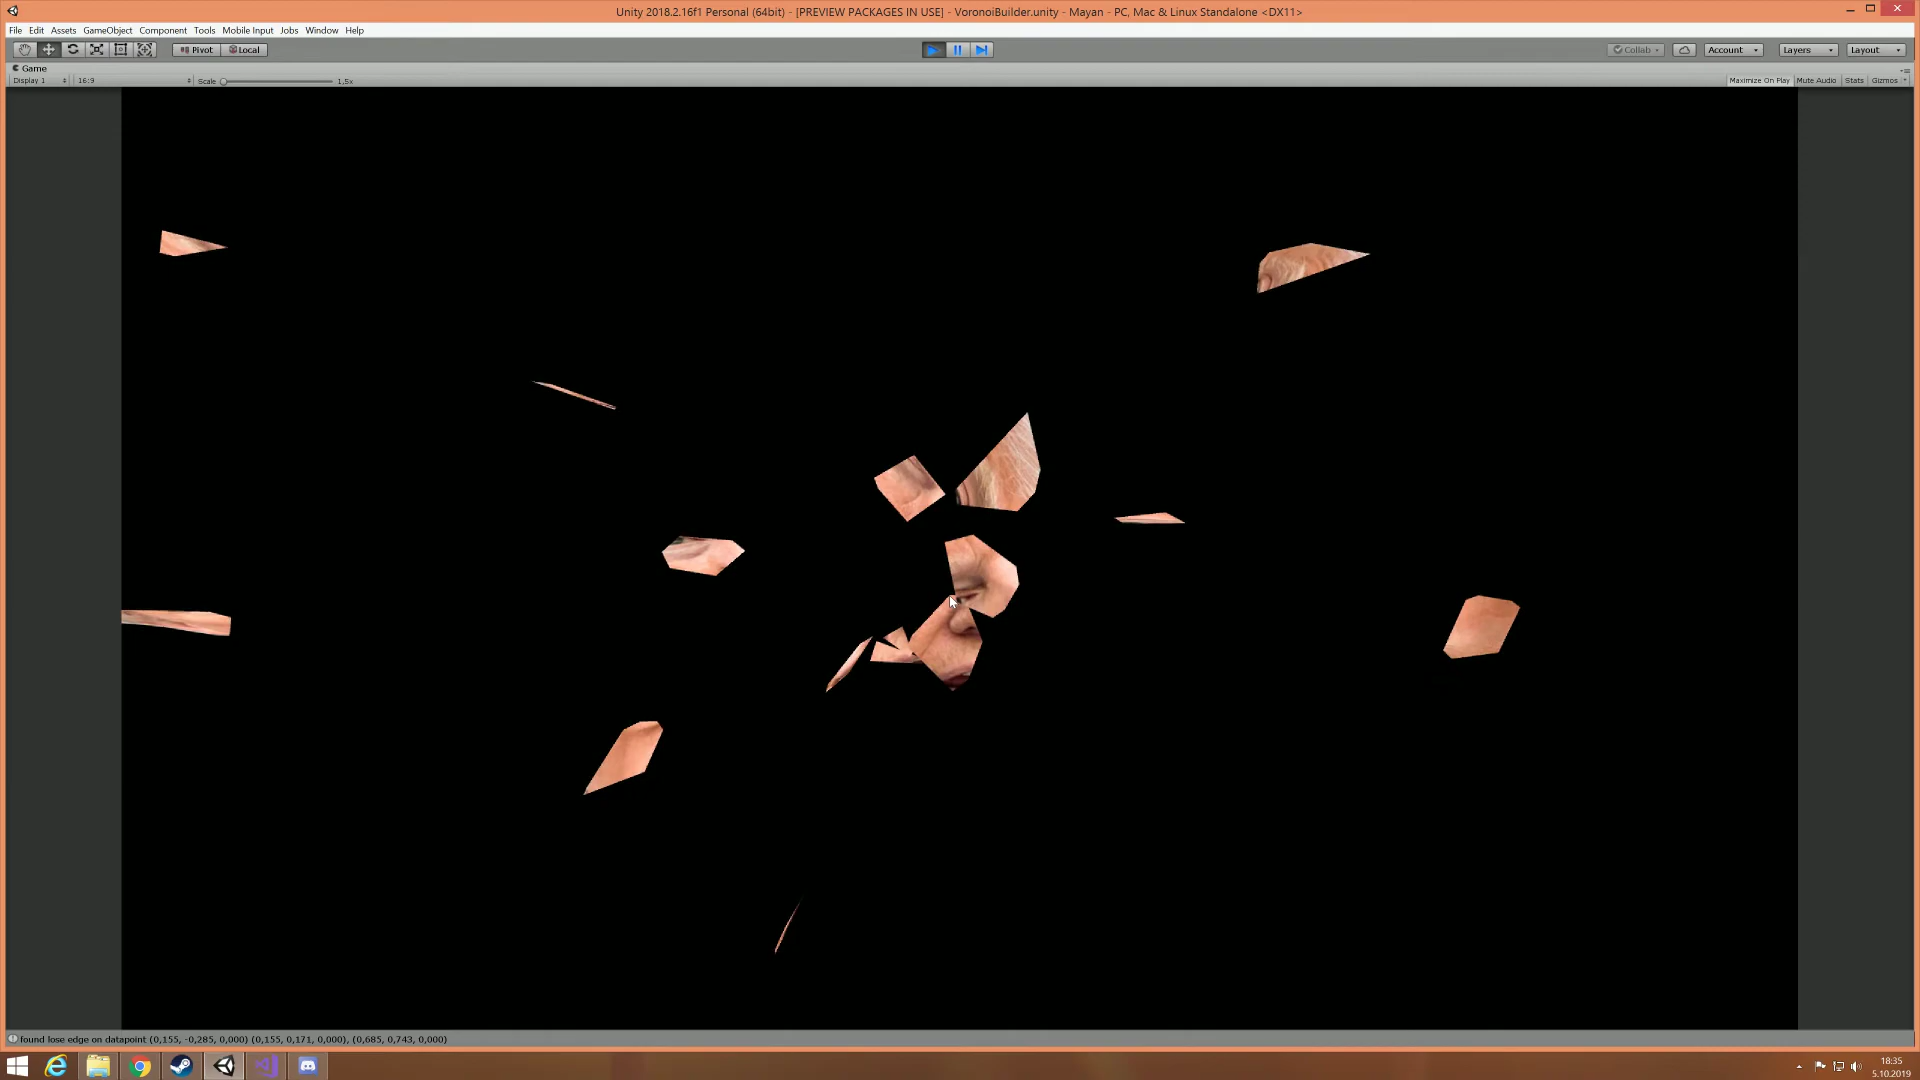 Unity 2018.2.16f1 Personal (64bit) - [PREVIEW PACKAGES IN USE] - VoronoiBuilder.unity - Mayan - PC, Mac & Linux Standalone <DX11>
File Edit Assets GameObject Component Tools Mobile Input Jobs Window Help
Pivot Local Collab Account Layers Layout
Game
Display 1 16:9 Scale 1,5x Maximize On Play Mute Audio Stats Gizmos
found lose edge on datapoint (0,155, -0,285, 0,000) (0,155, 0,171, 0,000), (0,685, 0,743, 0,000)
18:35
5.10.2019